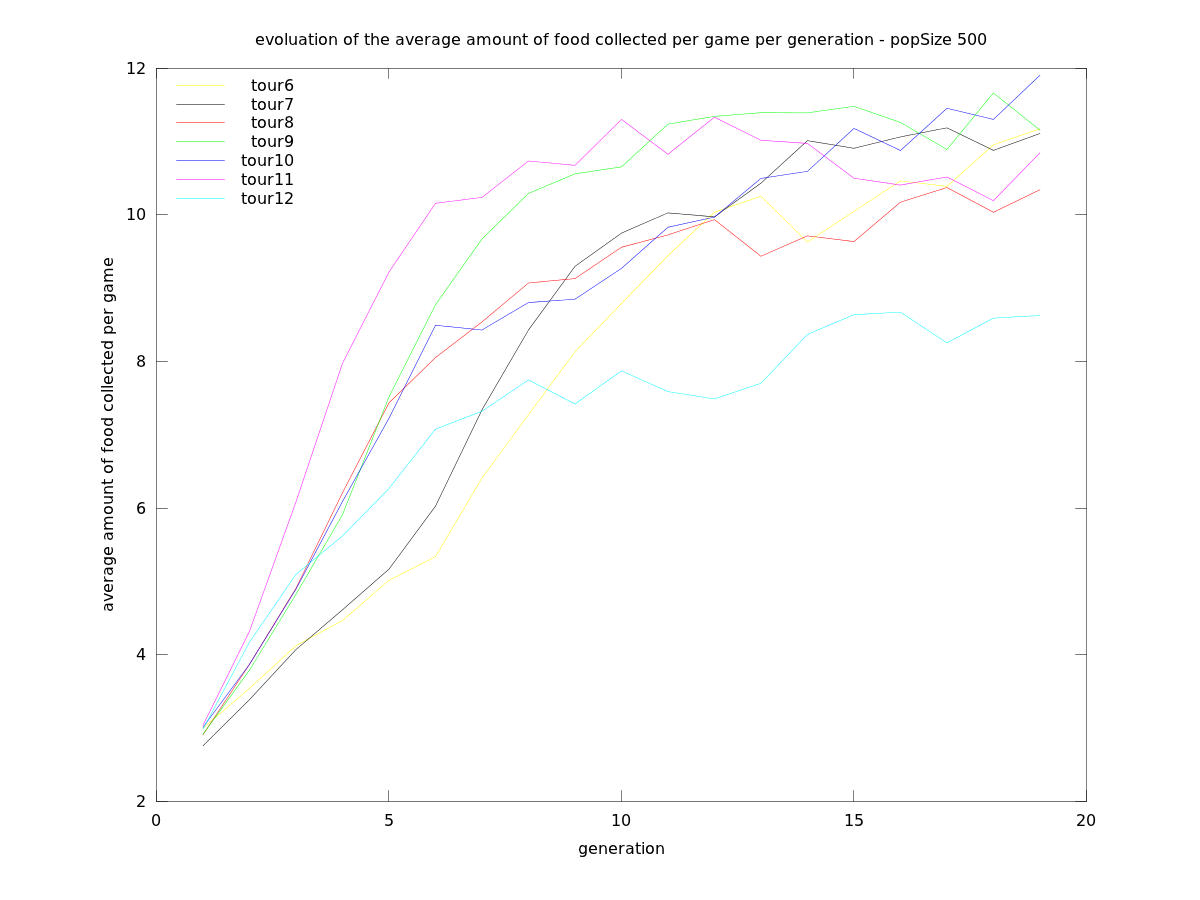 evoluation of the average amount of food collected per game per generation - popSize 500
12
10
8
6
4
2
tour6
tour7
tour8
tour9
tour10
tour11
tour12
average amount of food collected per game
0 5 10 15 20
generation